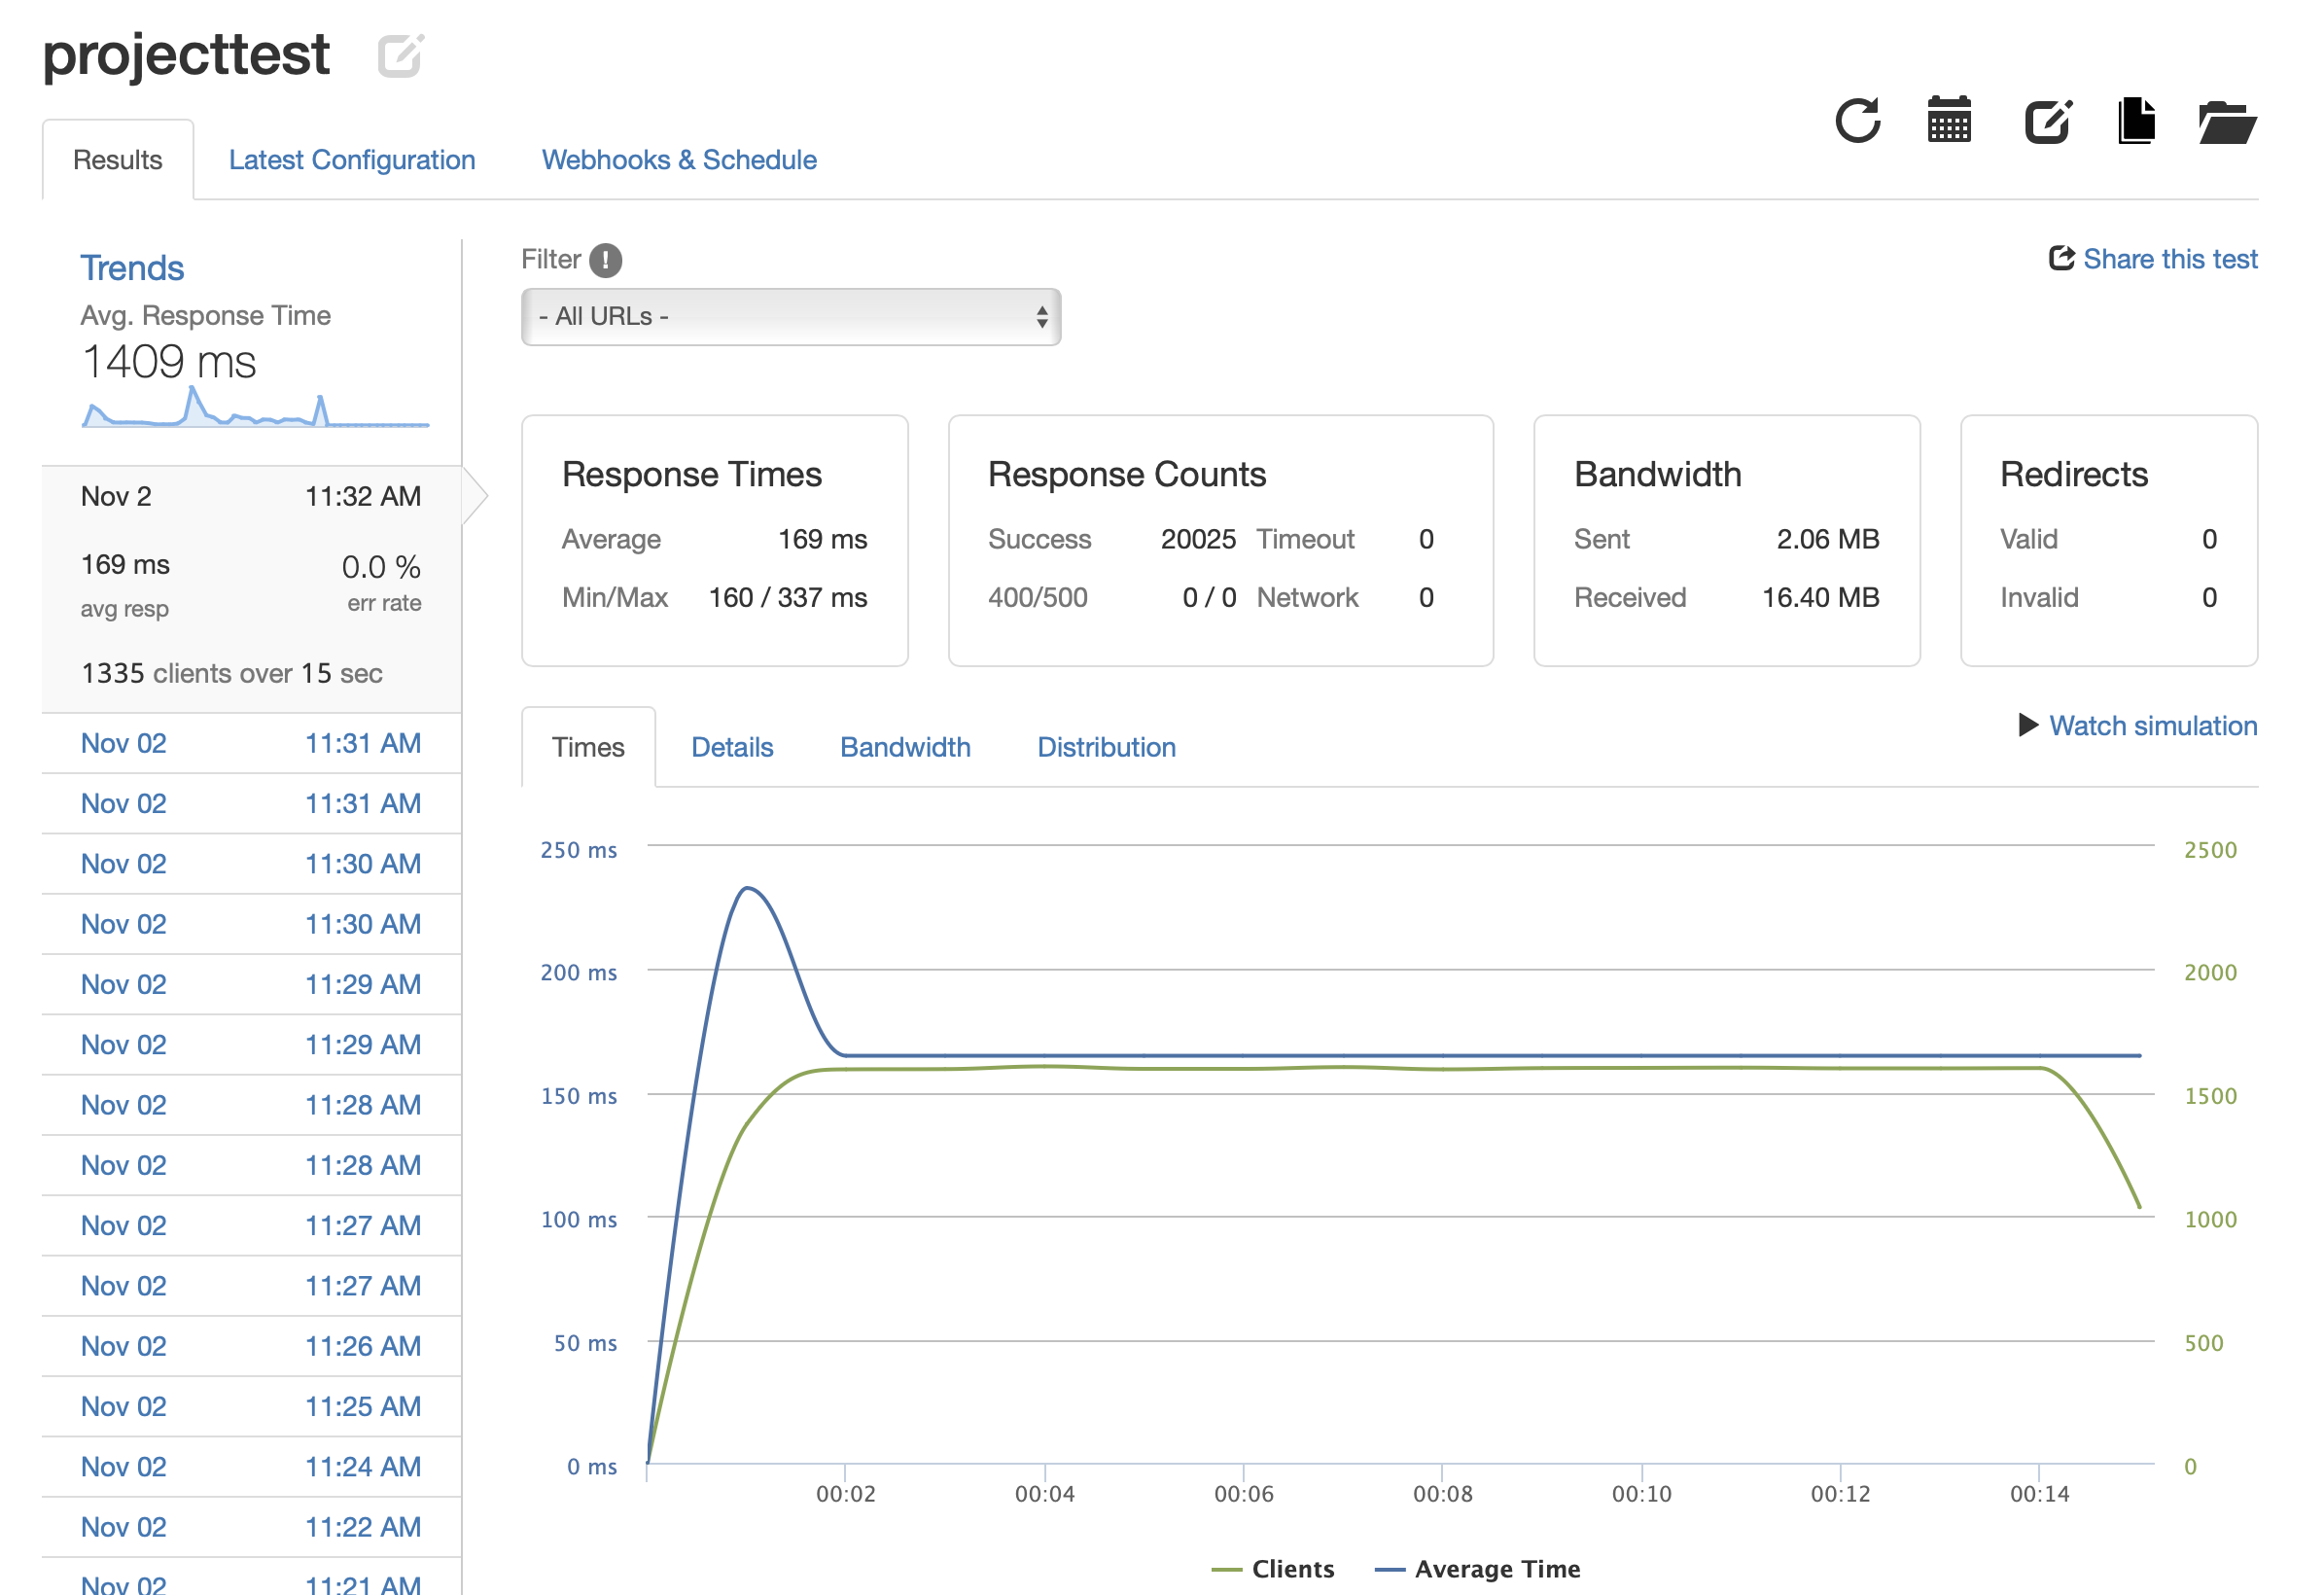 projecttest
Results Latest Configuration Webhooks & Schedule
Trends
Avg. Response Time
1409 ms
Nov 2 11:32 AM
169 ms 0.0 %
avg resp err rate
1335 clients over 15 sec
Nov 02 11:31 AM
Nov 02 11:31 AM
Nov 02 11:30 AM
Nov 02 11:30 AM
Nov 02 11:29 AM
Nov 02 11:29 AM
Nov 02 11:28 AM
Nov 02 11:28 AM
Nov 02 11:27 AM
Nov 02 11:27 AM
Nov 02 11:26 AM
Nov 02 11:25 AM
Nov 02 11:24 AM
Nov 02 11:22 AM
Nov 02 11:21 AM
Filter !
Share this test
- All URLs -
Response Times
Average 169 ms
Min/Max 160 / 337 ms
Response Counts
Success 20025 Timeout 0
400/500 0 / 0 Network 0
Bandwidth
Sent 2.06 MB
Received 16.40 MB
Redirects
Valid 0
Invalid 0
Times Details Bandwidth Distribution
Watch simulation
250 ms 2500
200 ms 2000
150 ms 1500
100 ms 1000
50 ms 500
0 ms 0
00:02 00:04 00:06 00:08 00:10 00:12 00:14
Clients Average Time